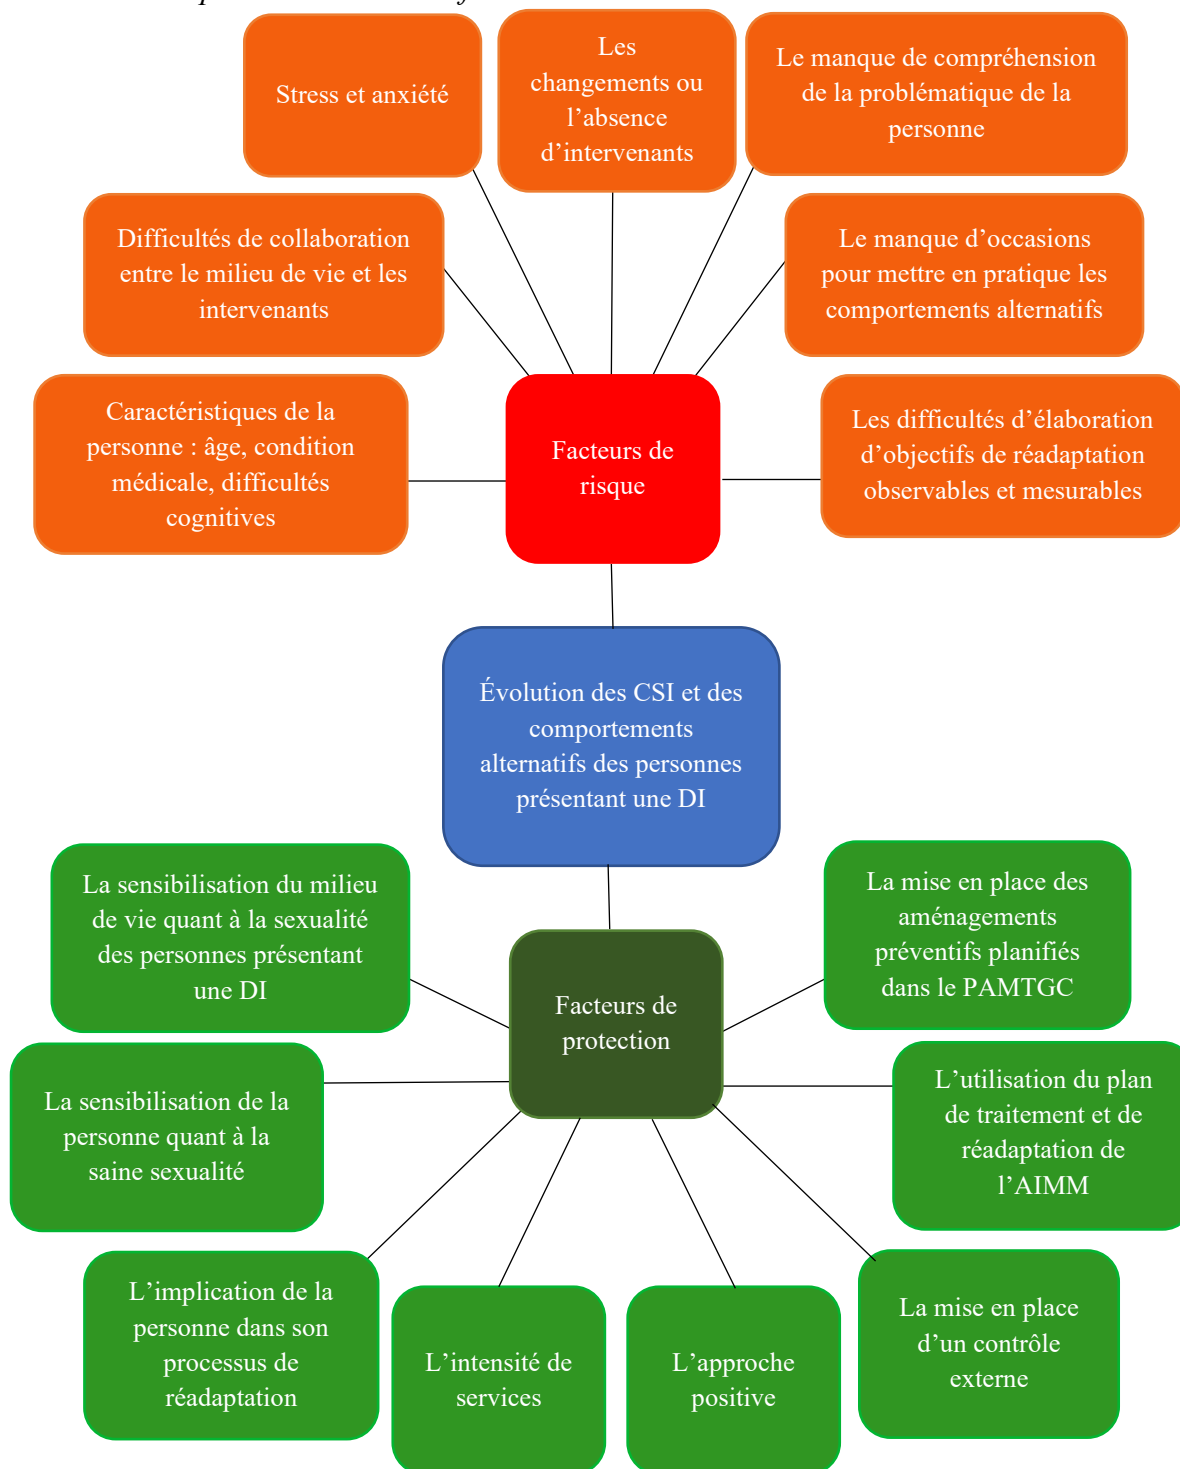 Stress et anxiété
Les
changements ou
l’absence
d’intervenants
Le manque de compréhension
de la problématique de la
personne
Difficultés de collaboration
entre le milieu de vie et les
intervenants
Le manque d’occasions
pour mettre en pratique les
comportements alternatifs
Caractéristiques de la
personne : âge, condition
médicale, difficultés
cognitives
Facteurs de
risque
Les difficultés d’élaboration
d’objectifs de réadaptation
observables et mesurables
Évolution des CSI et des
comportements
alternatifs des personnes
présentant une DI
La sensibilisation du milieu
de vie quant à la sexualité
des personnes présentant
une DI
La mise en place des
aménagements
préventifs planifiés
dans le PAMTGC
Facteurs de
protection
La sensibilisation de la
personne quant à la
saine sexualité
L’utilisation du plan
de traitement et de
réadaptation de
l’AIMM
L’implication de la
personne dans son
processus de
réadaptation
L’intensité de
services
L’approche
positive
La mise en place
d’un contrôle
externe